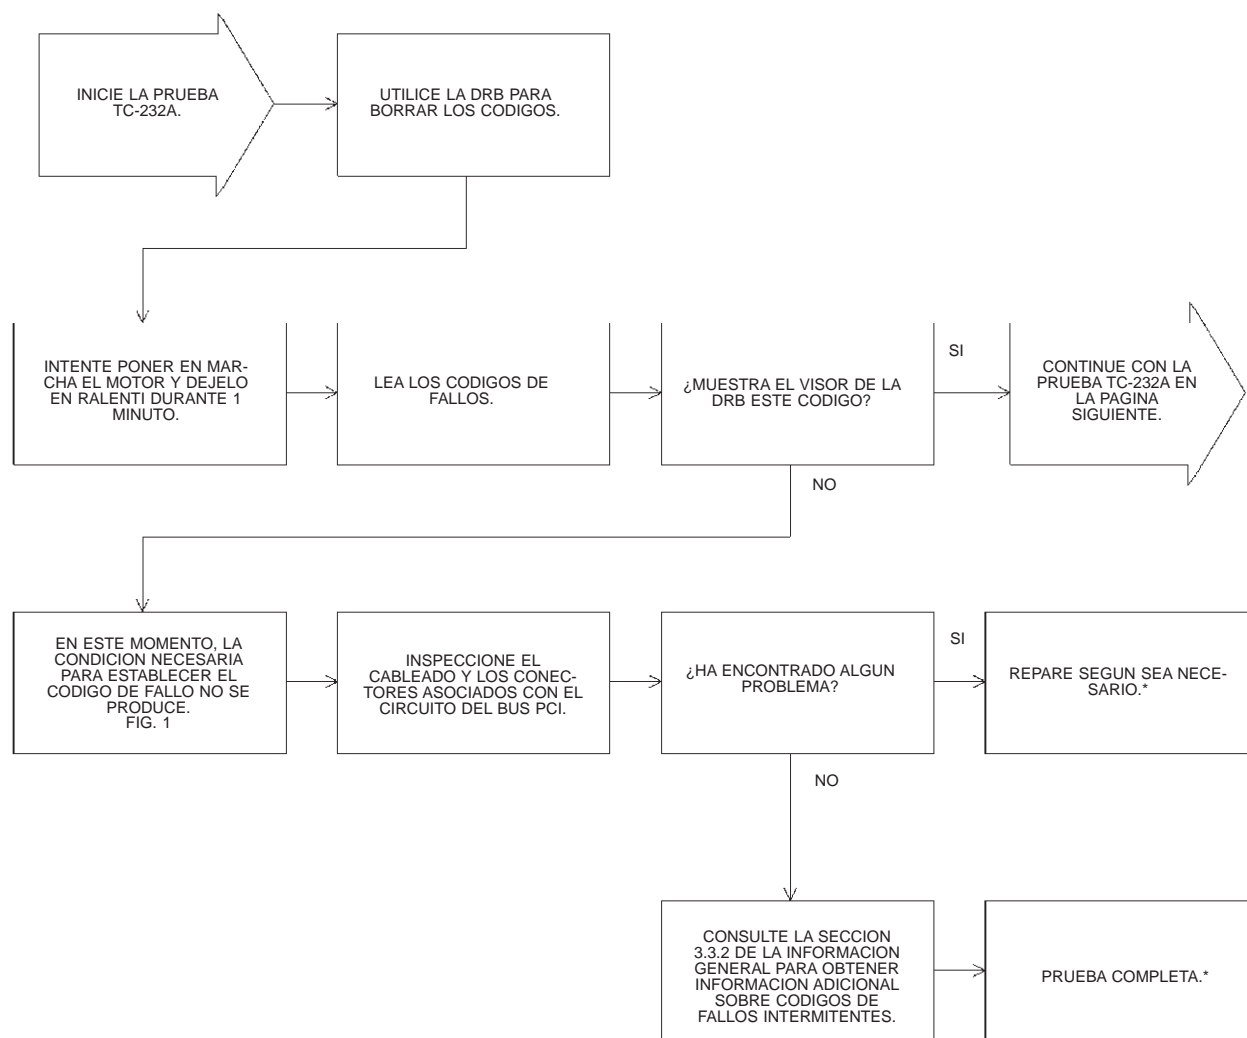 INICIE LA PRUEBA
TC-232A.
UTILICE LA DRB PARA
BORRAR LOS CODIGOS.
INTENTE PONER EN MAR-
CHA EL MOTOR Y DEJELO
EN RALENTI DURANTE 1
MINUTO.
LEA LOS CODIGOS DE
FALLOS.
¿MUESTRA EL VISOR DE LA
DRB ESTE CODIGO?
SI
CONTINUE CON LA
PRUEBA TC-232A EN
LA PAGINA
SIGUIENTE.
NO
EN ESTE MOMENTO, LA
CONDICION NECESARIA
PARA ESTABLECER EL
CODIGO DE FALLO NO SE
PRODUCE.
FIG. 1
INSPECCIONE EL
CABLEADO Y LOS CONEC-
TORES ASOCIADOS CON EL
CIRCUITO DEL BUS PCI.
¿HA ENCONTRADO ALGUN
PROBLEMA?
SI
REPARE SEGUN SEA NECE-
SARIO.*
NO
CONSULTE LA SECCION
3.3.2 DE LA INFORMACION
GENERAL PARA OBTENER
INFORMACION ADICIONAL
SOBRE CODIGOS DE
FALLOS INTERMITENTES.
PRUEBA COMPLETA.*